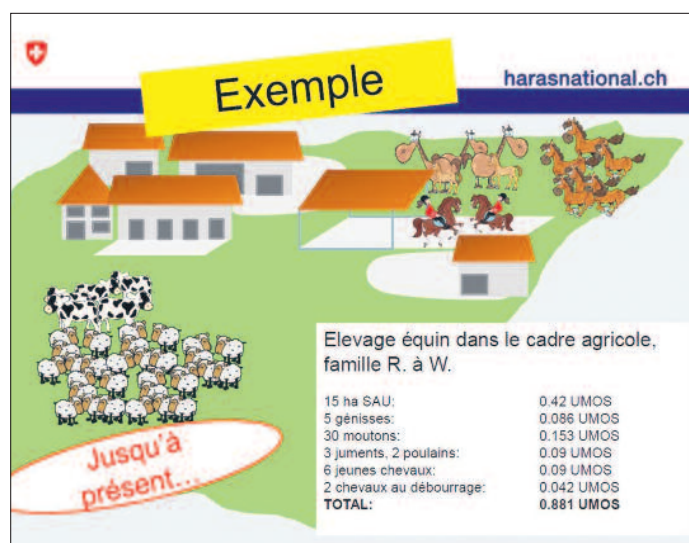 Exemple
harasnational.ch
Elevage équin dans le cadre agricole,
famille R. à W.
15 ha SAU: 0.42 UMOS
5 génisses: 0.086 UMOS
30 moutons: 0.153 UMOS
3 juments, 2 poulains: 0.09 UMOS
6 jeunes chevaux: 0.09 UMOS
2 chevaux au débourrage: 0.042 UMOS
TOTAL: 0.881 UMOS
Jusqu'à
présent...